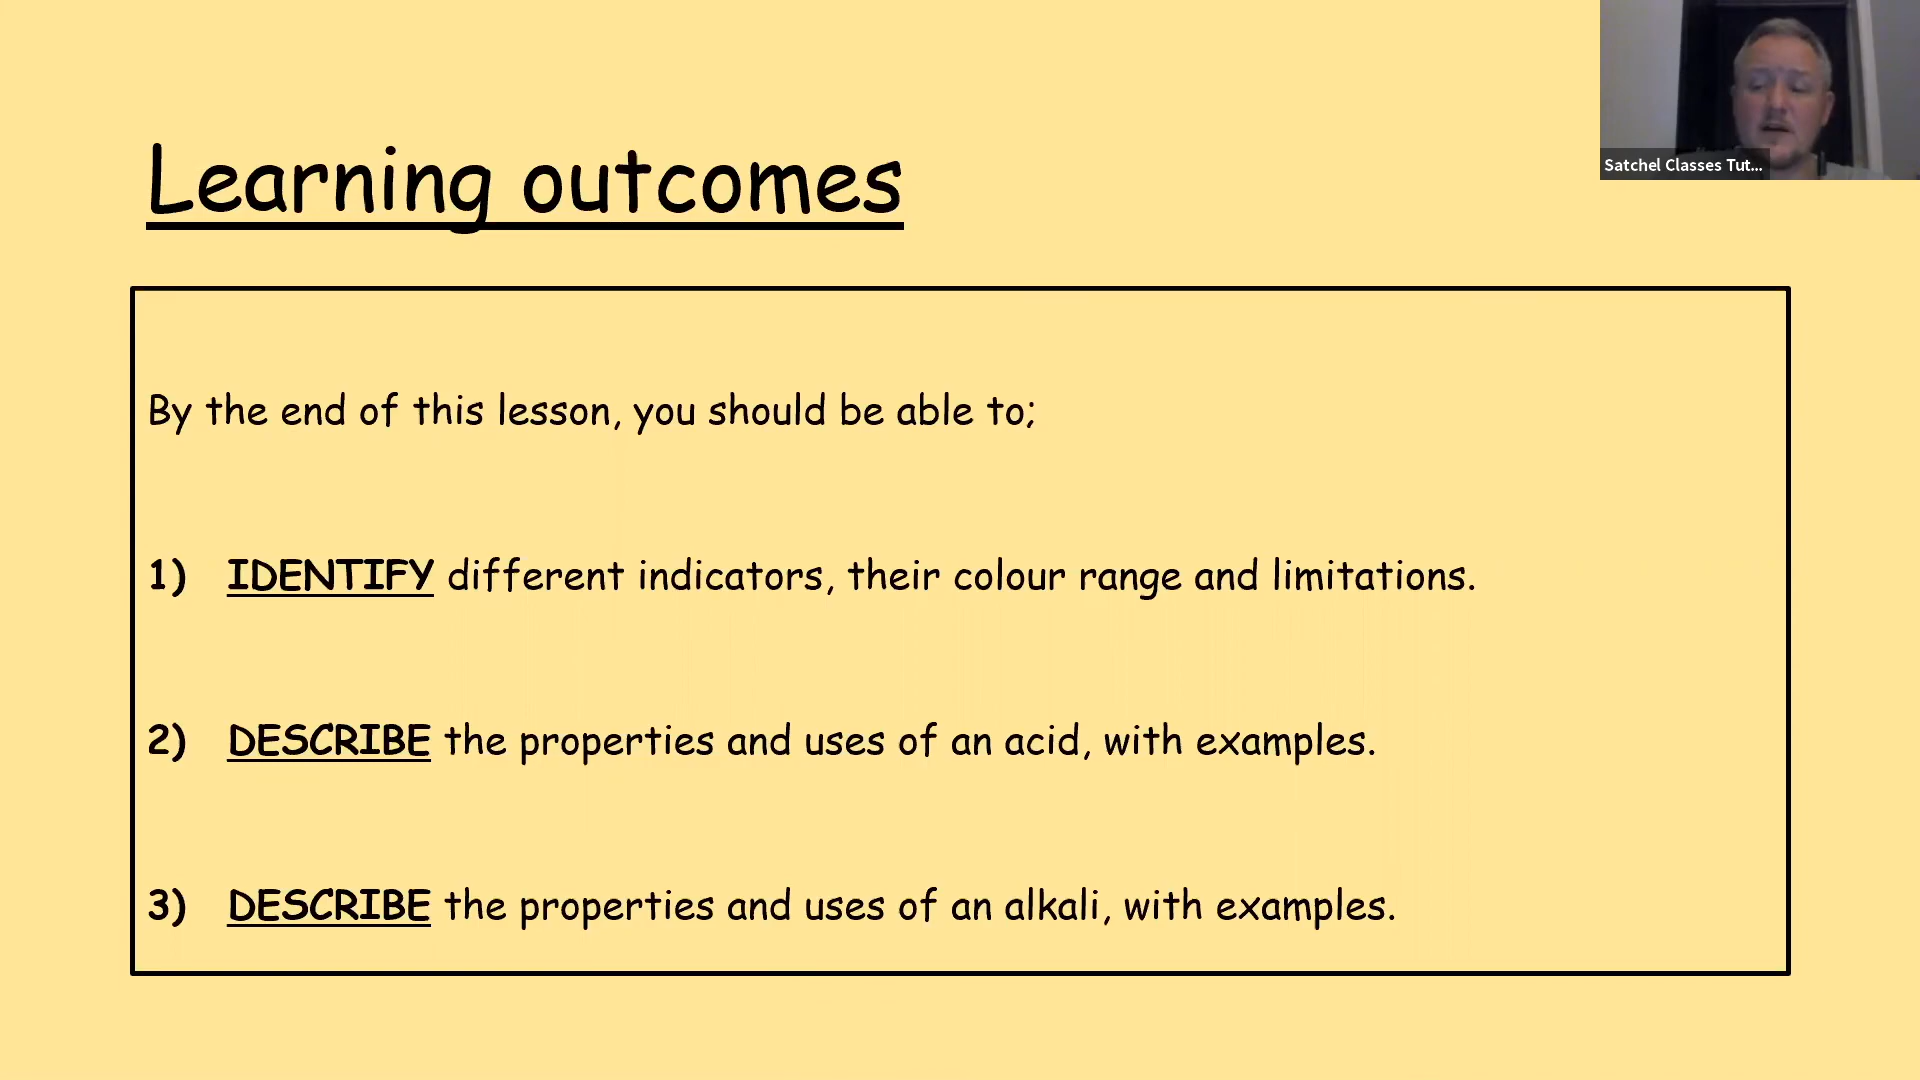 Satchel Classes Tut...
Learning outcomes
By the end of this lesson, you should be able to;
1) IDENTIFY different indicators, their colour range and limitations.
2) DESCRIBE the properties and uses of an acid, with examples.
3) DESCRIBE the properties and uses of an alkali, with examples.